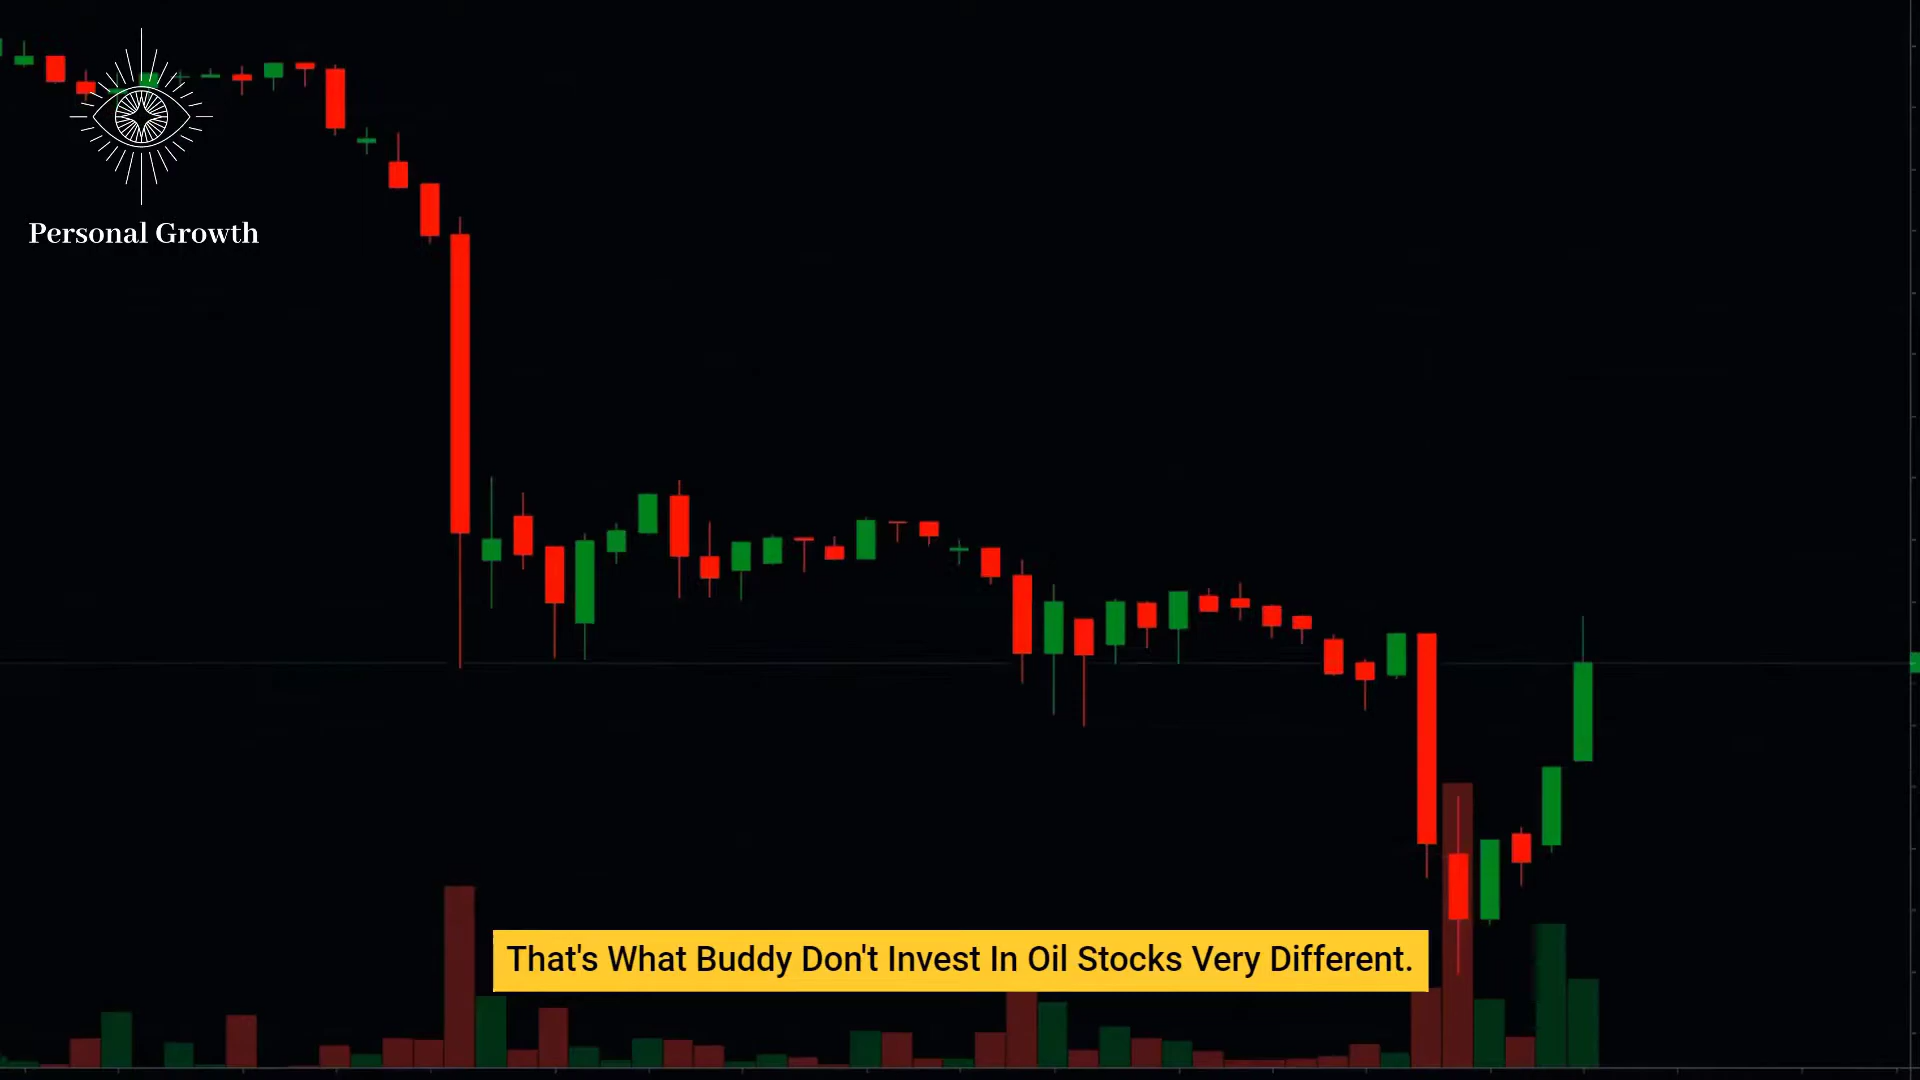 Personal Growth
That's What Buddy Don't Invest In Oil Stocks Very Different.